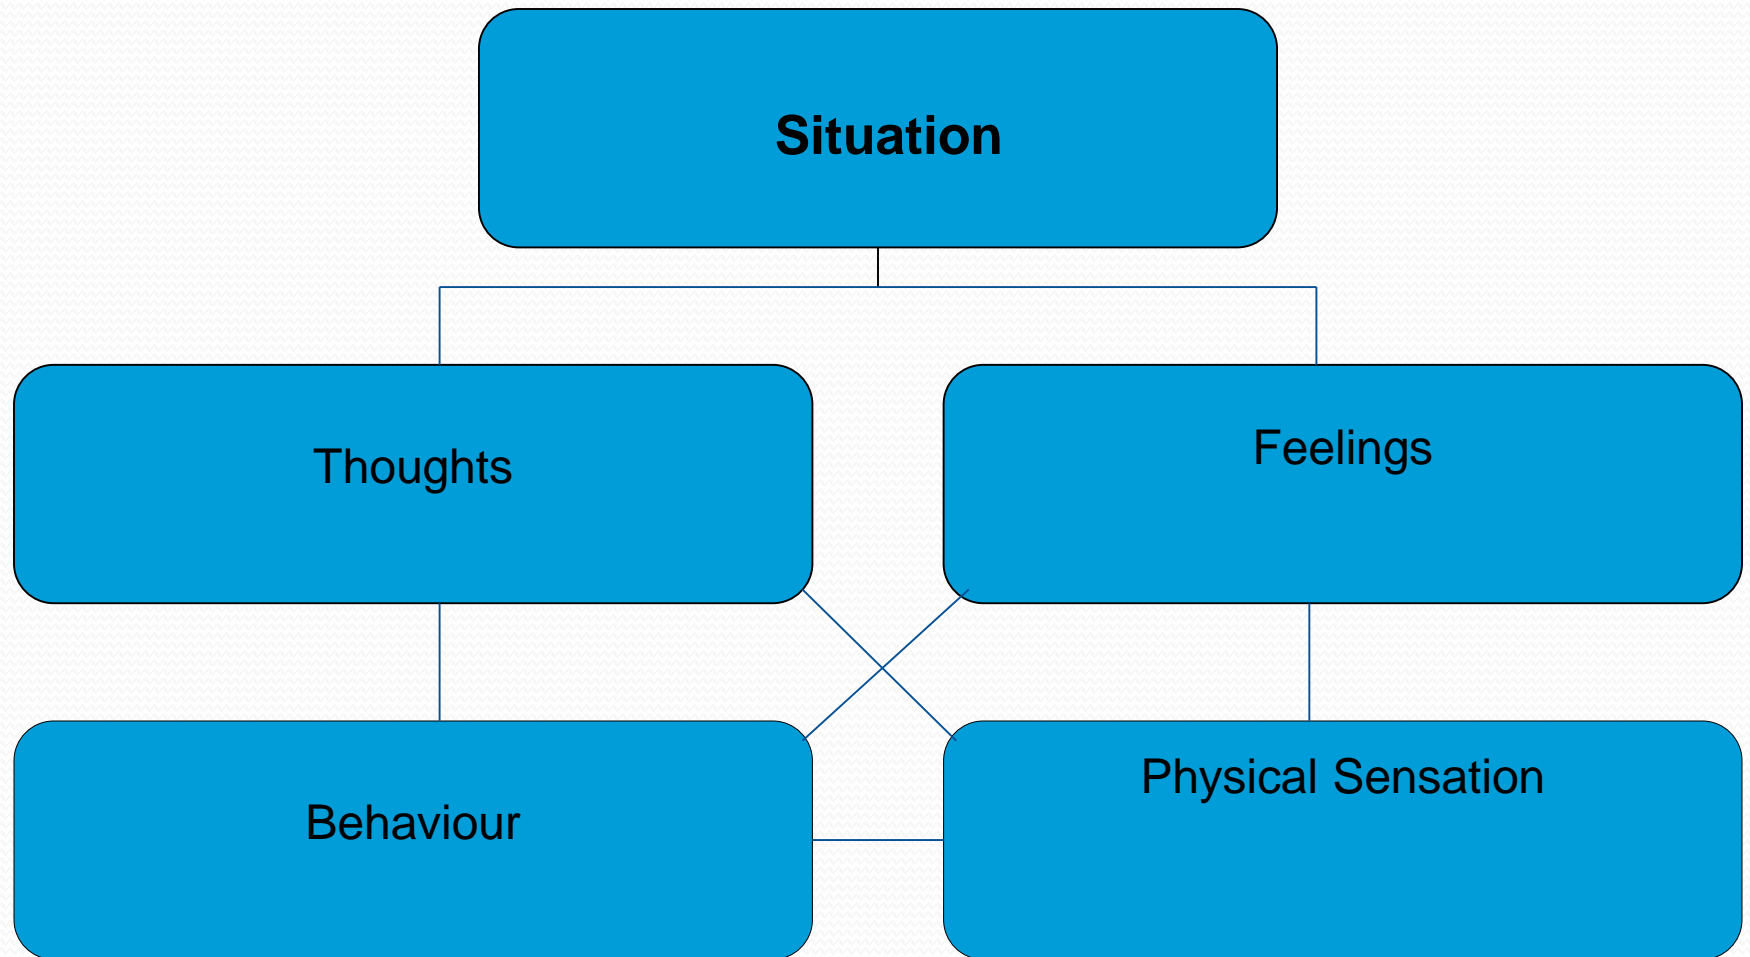 Situation
Thoughts
Feelings
Behaviour
Physical Sensation